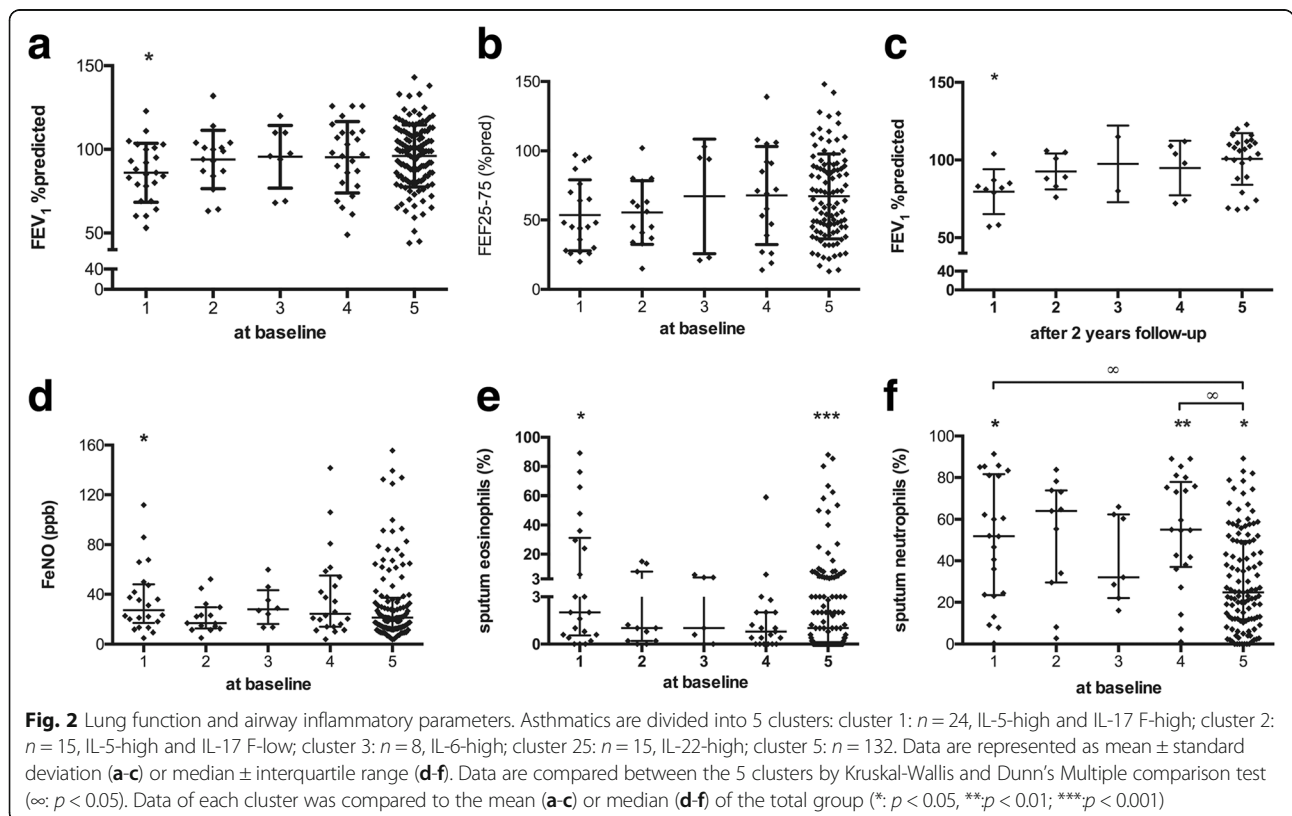 a
*
FEV1 %predicted
150
100
50
40
0
1 2 3 4 5
at baseline
b
FEF25-75 (%pred)
150
100
50
0
1 2 3 4 5
at baseline
c
*
FEV1 %predicted
150
100
50
40
0
1 2 3 4 5
after 2 years follow-up
d
*
FeNO (ppb)
160
120
80
40
0
1 2 3 4 5
at baseline
e
* ***
sputum eosinophils (%)
100
80
60
40
20
3
3
0
1 2 3 4 5
at baseline
f
∞
∞
* ** *
sputum neutrophils (%)
100
80
60
40
20
0
1 2 3 4 5
at baseline
Fig. 2 Lung function and airway inflammatory parameters. Asthmatics are divided into 5 clusters: cluster 1: n = 24, IL-5-high and IL-17 F-high; cluster 2:
n = 15, IL-5-high and IL-17 F-low; cluster 3: n = 8, IL-6-high; cluster 25: n = 15, IL-22-high; cluster 5: n = 132. Data are represented as mean ± standard
deviation (a-c) or median ± interquartile range (d-f). Data are compared between the 5 clusters by Kruskal-Wallis and Dunn's Multiple comparison test
(∞: p < 0.05). Data of each cluster was compared to the mean (a-c) or median (d-f) of the total group (*: p < 0.05, **:p < 0.01; ***:p < 0.001)